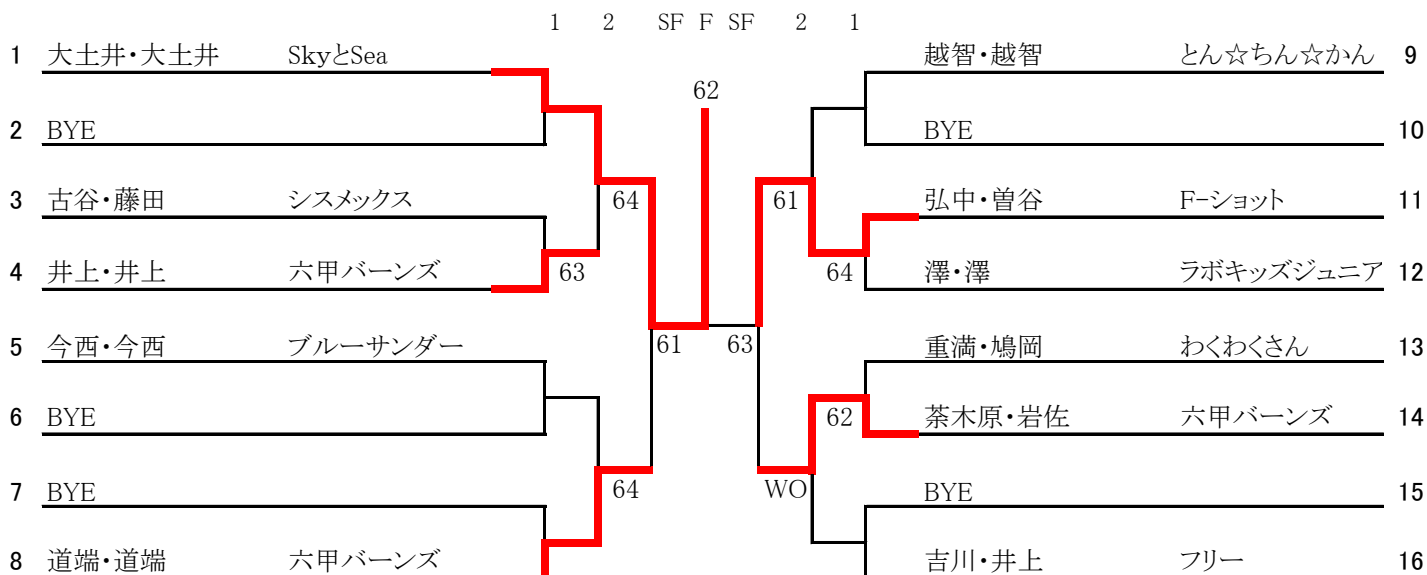 1 2 SF F SF 2 1
1 大土井・大土井 SkyとSea 越智・越智 とん☆ちん☆かん 9
62
2 BYE BYE 10
3 古谷・藤田 シスメックス 64 61 弘中・曽谷 F-ショット 11
4 井上・井上 六甲バーンズ 63 64 澤・澤 ラボキッズジュニア 12
5 今西・今西 ブルーサンダー 61 63 重満・鳩岡 わくわくさん 13
6 BYE 62 茶木原・岩佐 六甲バーンズ 14
7 BYE 64 WO BYE 15
8 道端・道端 六甲バーンズ 吉川・井上 フリー 16